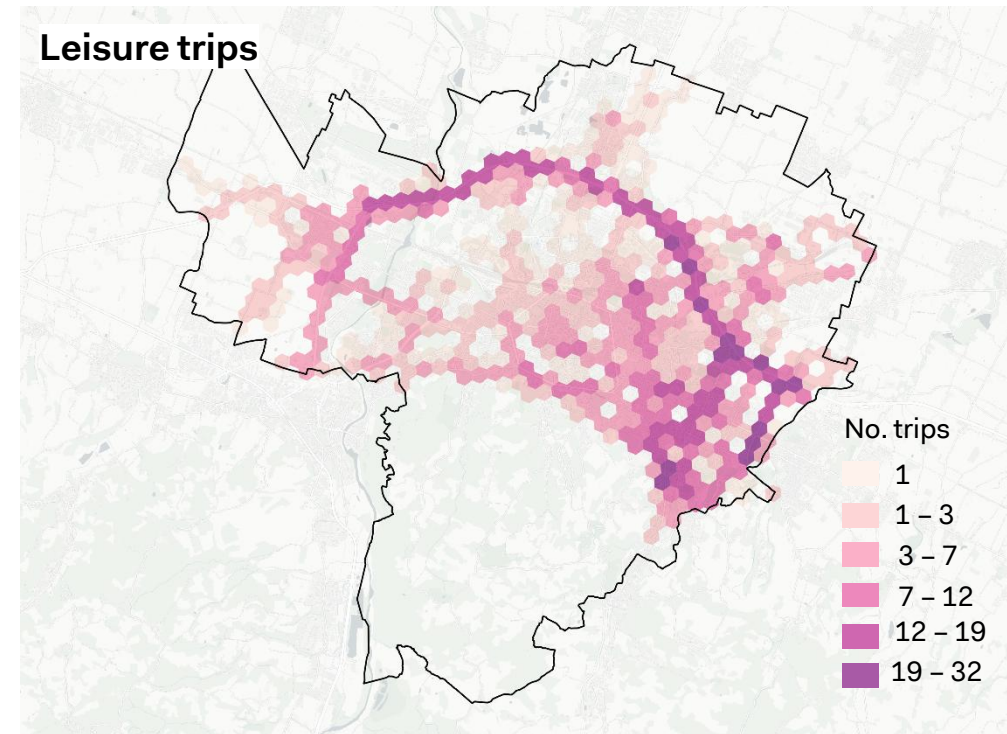 Leisure trips
No. trips
1
1 – 3
3 – 7
7 – 12
12 – 19
19 – 32